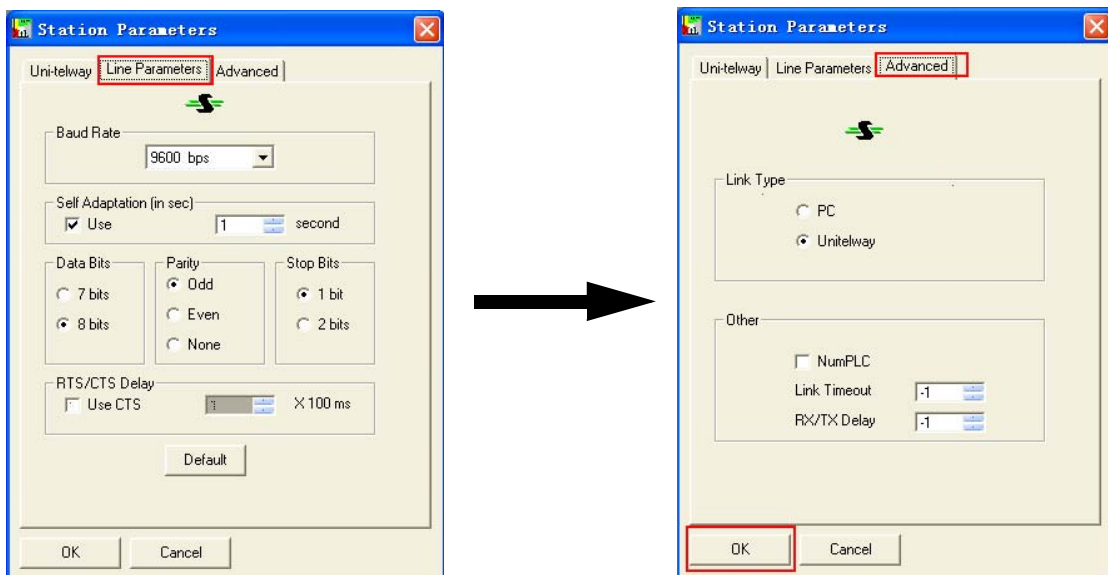 Station Parameters
Uni-telway Line Parameters Advanced
Baud Rate
9600 bps
Self Adaptation (in sec)
Use 1 second
Data Bits Parity Stop Bits
7 bits Odd 1 bit
8 bits Even 2 bits
None
RTS/CTS Delay
Use CTS 1 X 100 ms
Default
OK Cancel
Station Parameters
Uni-telway Line Parameters Advanced
Link Type
PC
Unitelway
Other
NumPLC
Link Timeout -1
RX/TX Delay -1
OK Cancel